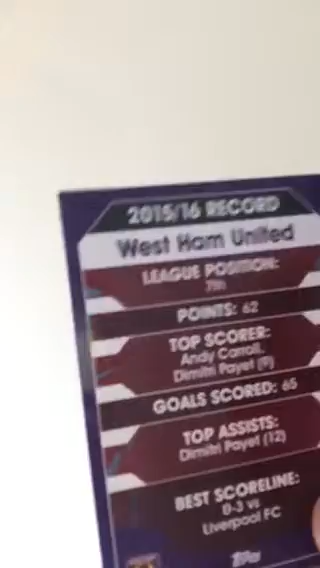 2015/16 RECORD
West Ham United
LEAGUE POSITION:
7th
POINTS: 62
TOP SCORER:
Andy Carroll,
Dimitri Payet (9)
GOALS SCORED: 65
TOP ASSISTS:
Dimitri Payet (12)
BEST SCORELINE:
0-3 vs
Liverpool FC
Topps